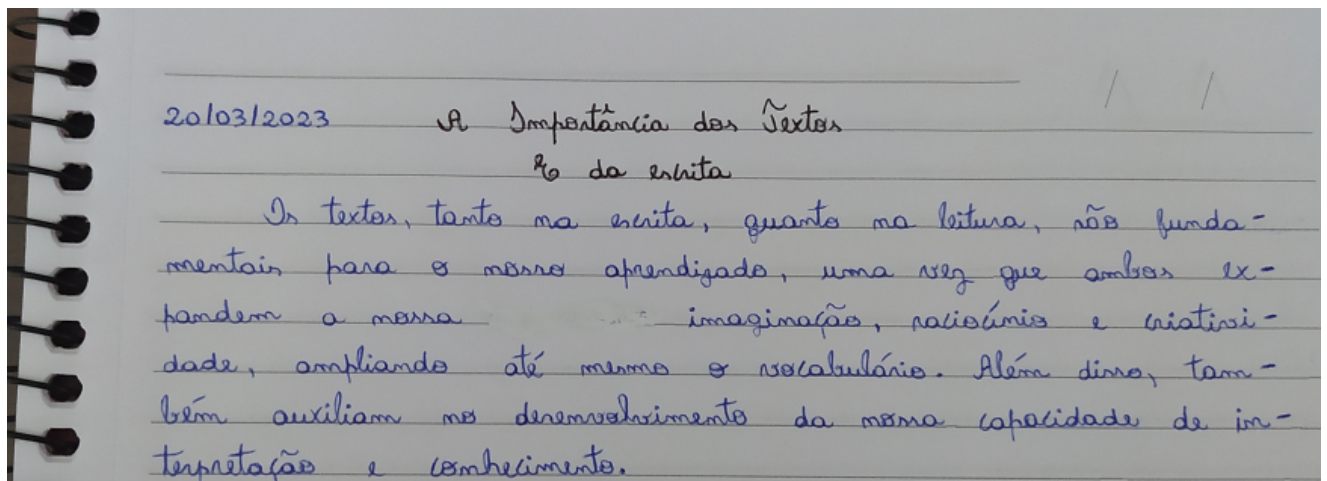 20/03/2023 A Importância dos Textos
e da escrita
Os textos, tanto na escrita, quanto na leitura, são funda-
mentais para o nosso aprendizado, uma vez que ambos ex-
pandem a nossa imaginação, raciocínio e criativi-
dade, ampliando até mesmo o vocabulário. Além disso, tam-
bém auxiliam no desenvolvimento da nossa capacidade de in-
terpretação e conhecimento.